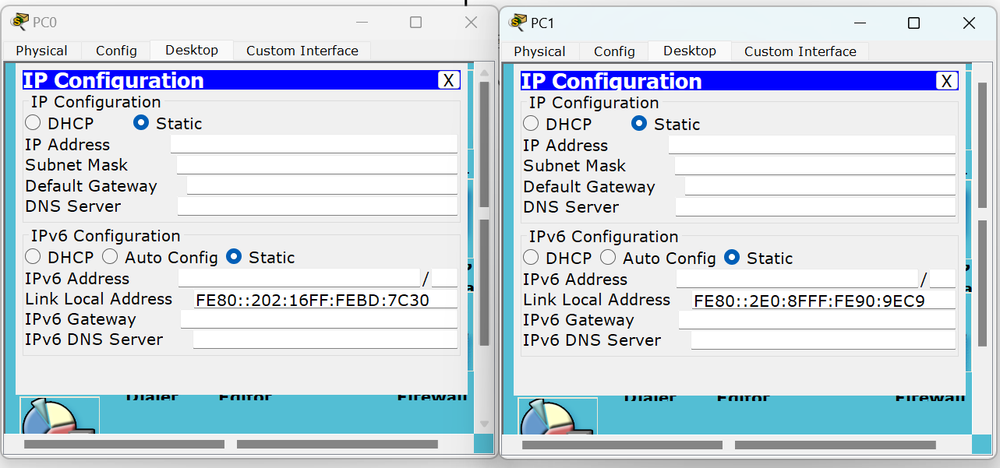 PC0
Physical Config Desktop Custom Interface
IP Configuration X
IP Configuration
DHCP Static
IP Address
Subnet Mask
Default Gateway
DNS Server
IPv6 Configuration
DHCP Auto Config Static
IPv6 Address /
Link Local Address FE80::202:16FF:FEBD:7C30
IPv6 Gateway
IPv6 DNS Server
Dialer Editor Firewall
PC1
Physical Config Desktop Custom Interface
IP Configuration X
IP Configuration
DHCP Static
IP Address
Subnet Mask
Default Gateway
DNS Server
IPv6 Configuration
DHCP Auto Config Static
IPv6 Address /
Link Local Address FE80::2E0:8FFF:FE90:9EC9
IPv6 Gateway
IPv6 DNS Server
Dialer Editor Firewall